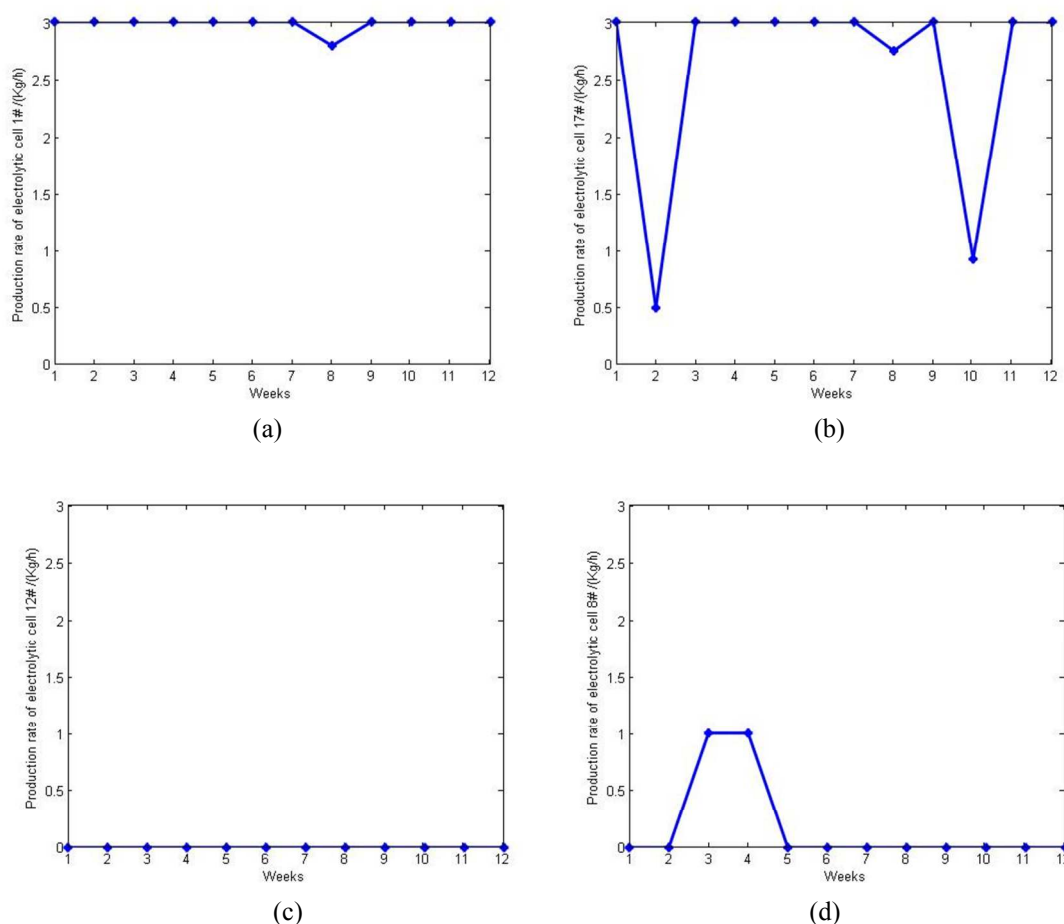 Production rate of electrolytic cell 1# /(Kg/h)
3
2.5
2
1.5
1
0.5
0
1 2 3 4 5 6 7 8 9 10 11 12
Weeks
(a)
Production rate of electrolytic cell 17# /(Kg/h)
3
2.5
2
1.5
1
0.5
0
1 2 3 4 5 6 7 8 9 10 11 12
Weeks
(b)
Production rate of electrolytic cell 12# /(Kg/h)
3
2.5
2
1.5
1
0.5
0
1 2 3 4 5 6 7 8 9 10 11 12
Weeks
(c)
Production rate of electrolytic cell 8# /(Kg/h)
3
2.5
2
1.5
1
0.5
0
1 2 3 4 5 6 7 8 9 10 11 12
Weeks
(d)